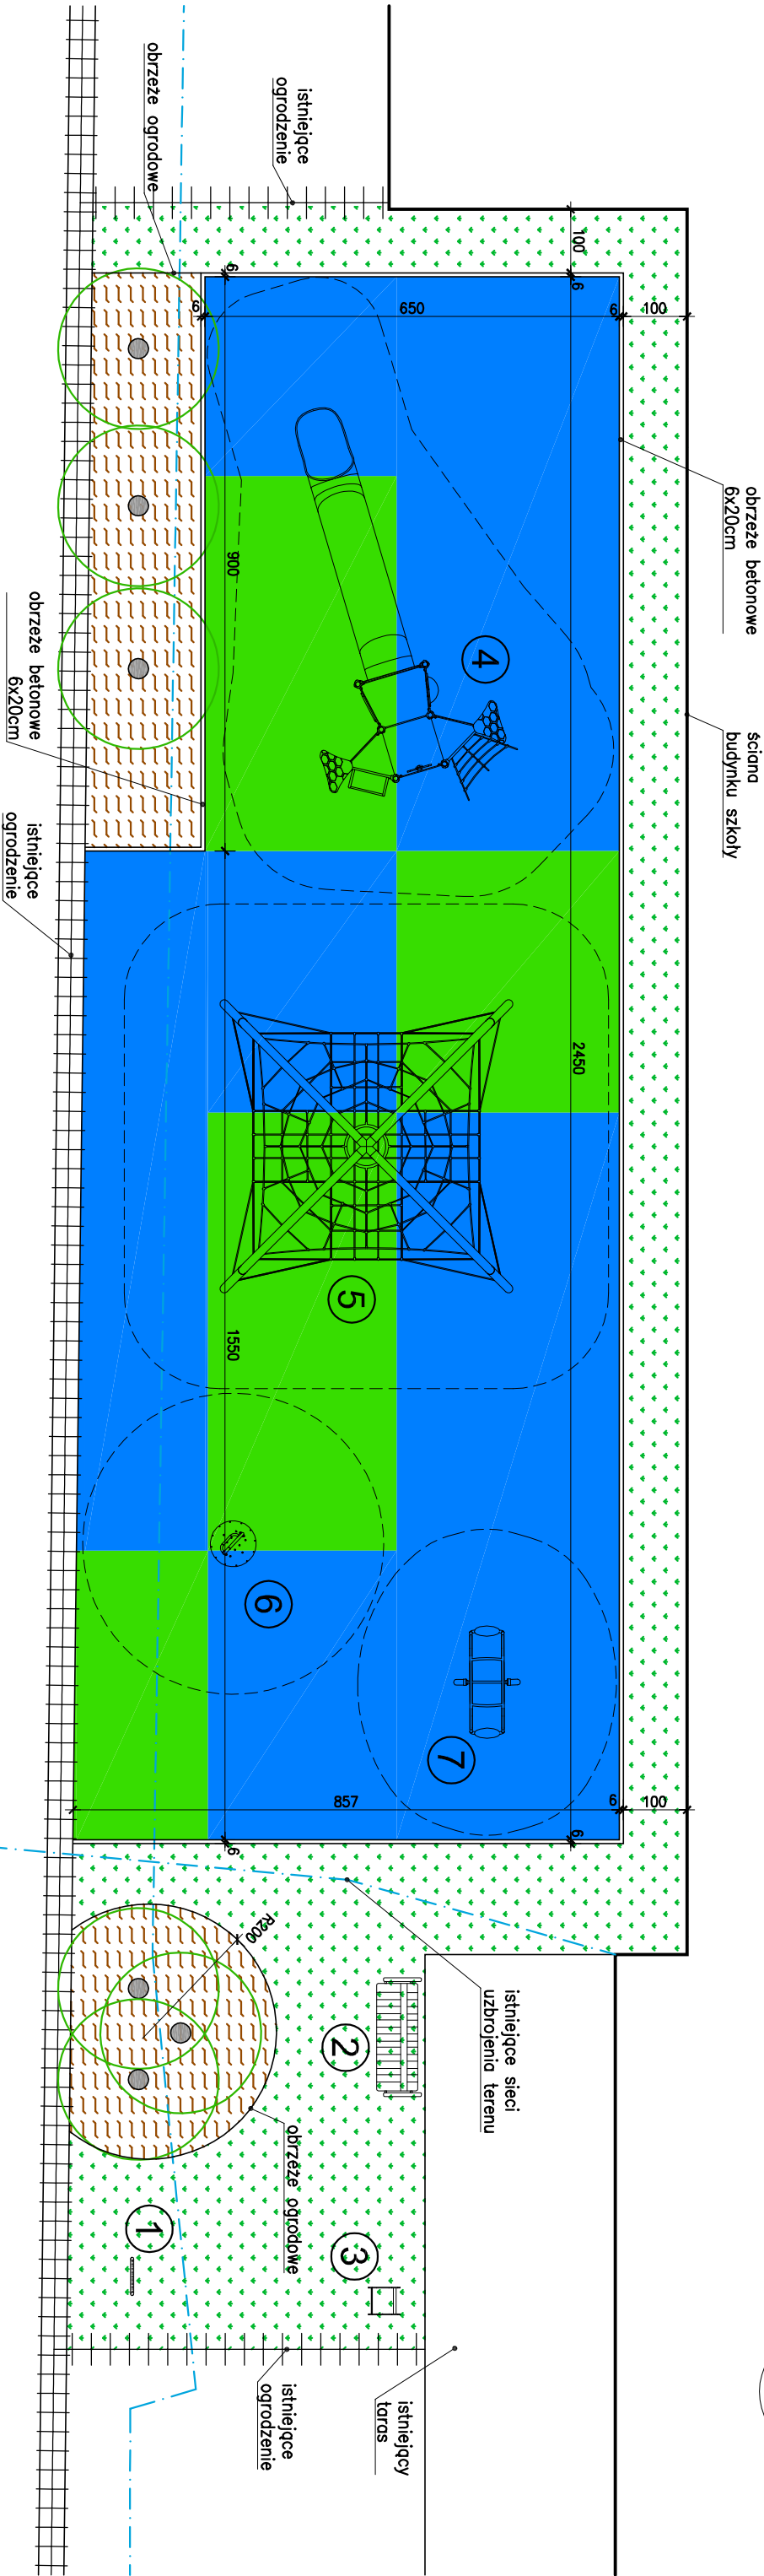 obrzeże ogrodowe
istniejące
ogrodzenie
100
6
6
6
650
6
100
obrzeże betonowe
6x20cm
900
4
obrzeże betonowe
6x20cm
ściana
budynku szkoły
istniejące
ogrodzenie
2450
5
1550
6
7
857
6
100
6
6
R200
istniejące sieci
uzbrojenia terenu
2
obrzeże ogrodowe
1
3
istniejące
ogrodzenie
istniejący
taras